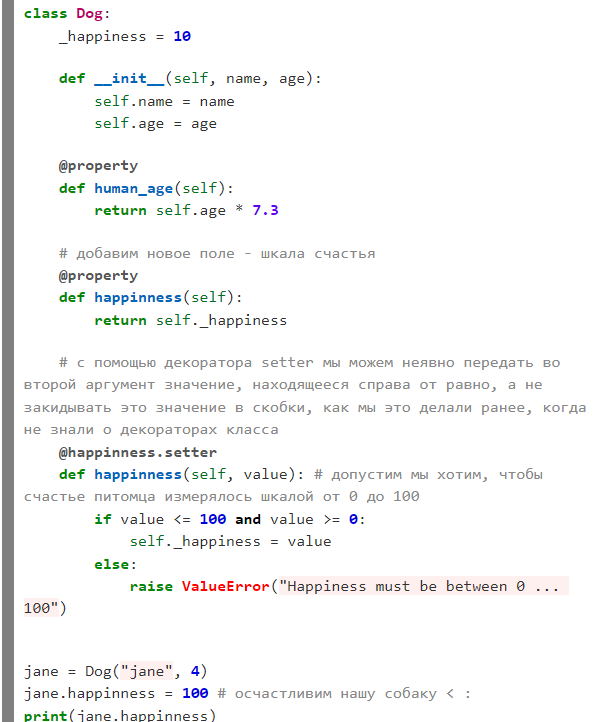 class Dog:
    _happiness = 10

    def __init__(self, name, age):
        self.name = name
        self.age = age

    @property
    def human_age(self):
        return self.age * 7.3

    # добавим новое поле - шкала счастья
    @property
    def happinness(self):
        return self._happiness

    # с помощью декоратора setter мы можем неявно передать во
второй аргумент значение, находящееся справа от равно, а не
закидывать это значение в скобки, как мы это делали ранее, когда
не знали о декораторах класса
    @happinness.setter
    def happinness(self, value): # допустим мы хотим, чтобы
счастье питомца измерялось шкалой от 0 до 100
        if value <= 100 and value >= 0:
            self._happiness = value
        else:
            raise ValueError("Happiness must be between 0 ...
100")


jane = Dog("jane", 4)
jane.happinness = 100 # осчастливим нашу собаку < :
print(jane.happinness)